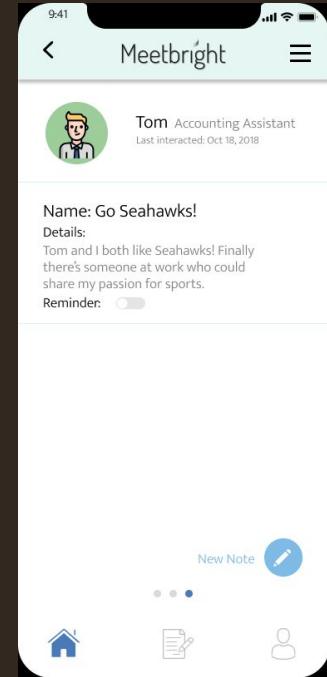 9:41
Meetbright
Tom Accounting Assistant
Last interacted: Oct 18, 2018
Name: Go Seahawks!
Details:
Tom and I both like Seahawks! Finally
there's someone at work who could
share my passion for sports.
Reminder:
New Note